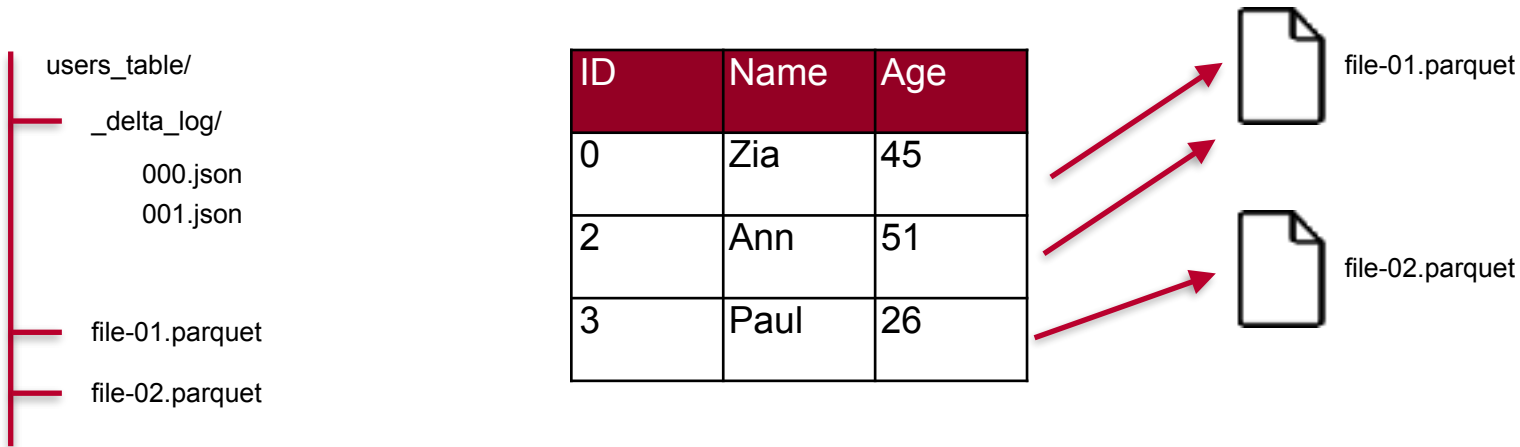 users_table/
_delta_log/
000.json
001.json
file-01.parquet
file-02.parquet
ID Name Age
0 Zia 45
2 Ann 51
3 Paul 26
file-01.parquet
file-02.parquet